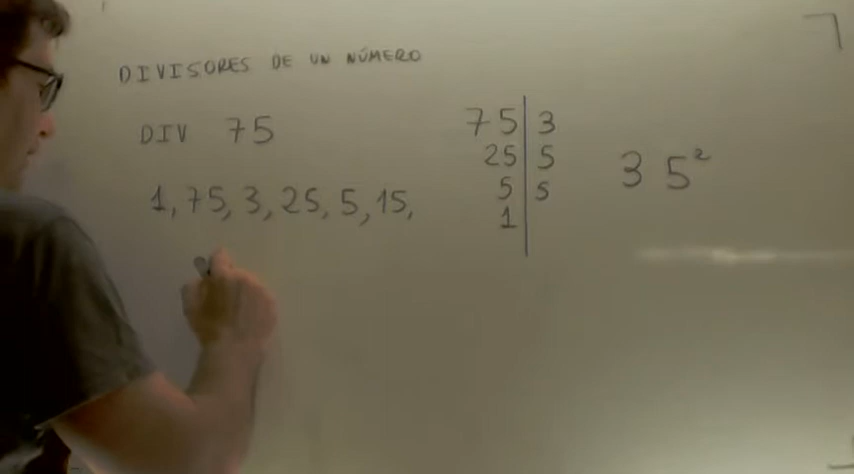 DIVISORES DE UN NÚMERO
DIV 75
1, 75, 3, 25, 5, 15,
75 | 3
25 | 5
5 | 5
1 |
3 5²